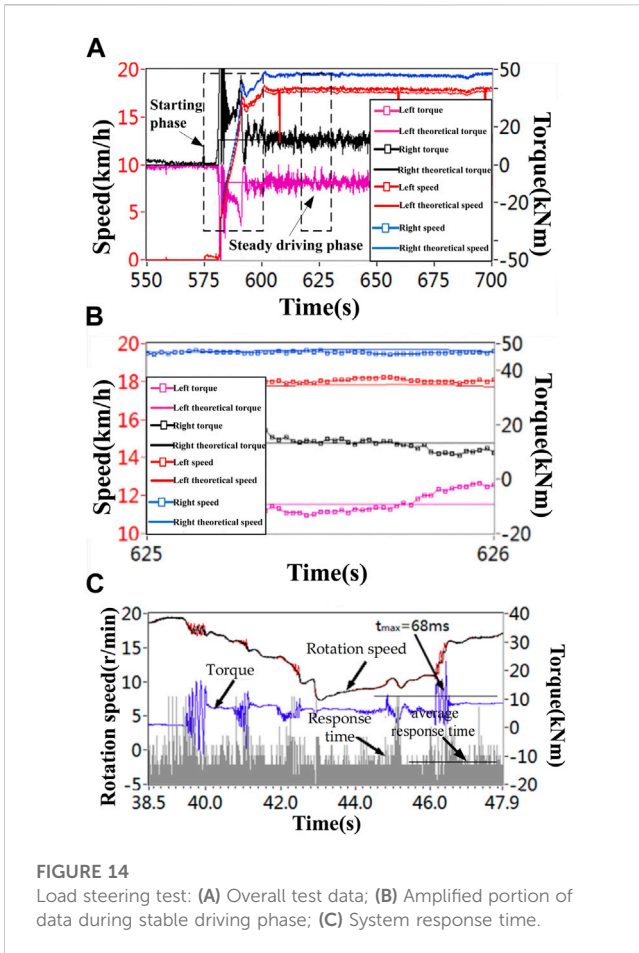 A
Speed(km/h)
20
15
10
5
0
Starting
phase
Steady driving phase
Left torque
Left theoretical torque
Right torque
Right theoretical torque
Left speed
Left theoretical speed
Right speed
Right theoretical speed
50
20
0
-20
-50
Torque(kNm)
550 575 600 625 650 675 700
Time(s)
B
Speed(km/h)
20
18
16
14
12
11
10
Left torque
Left theoretical torque
Right torque
Right theoretical torque
Left speed
Left theoretical speed
Right speed
Right theoretical speed
50
40
20
0
-20
Torque(kNm)
625 626
Time(s)
C
Rotation speed(r/min)
20
15
10
5
0
-5
Torque
Rotation speed
tmax=68ms
Response
time
average
response time
40
30
20
10
0
-10
-20
Torque(kNm)
38.5 40.0 42.0 44.0 46.0 47.9
Time(s)
FIGURE 14
Load steering test: (A) Overall test data; (B) Amplified portion of
data during stable driving phase; (C) System response time.